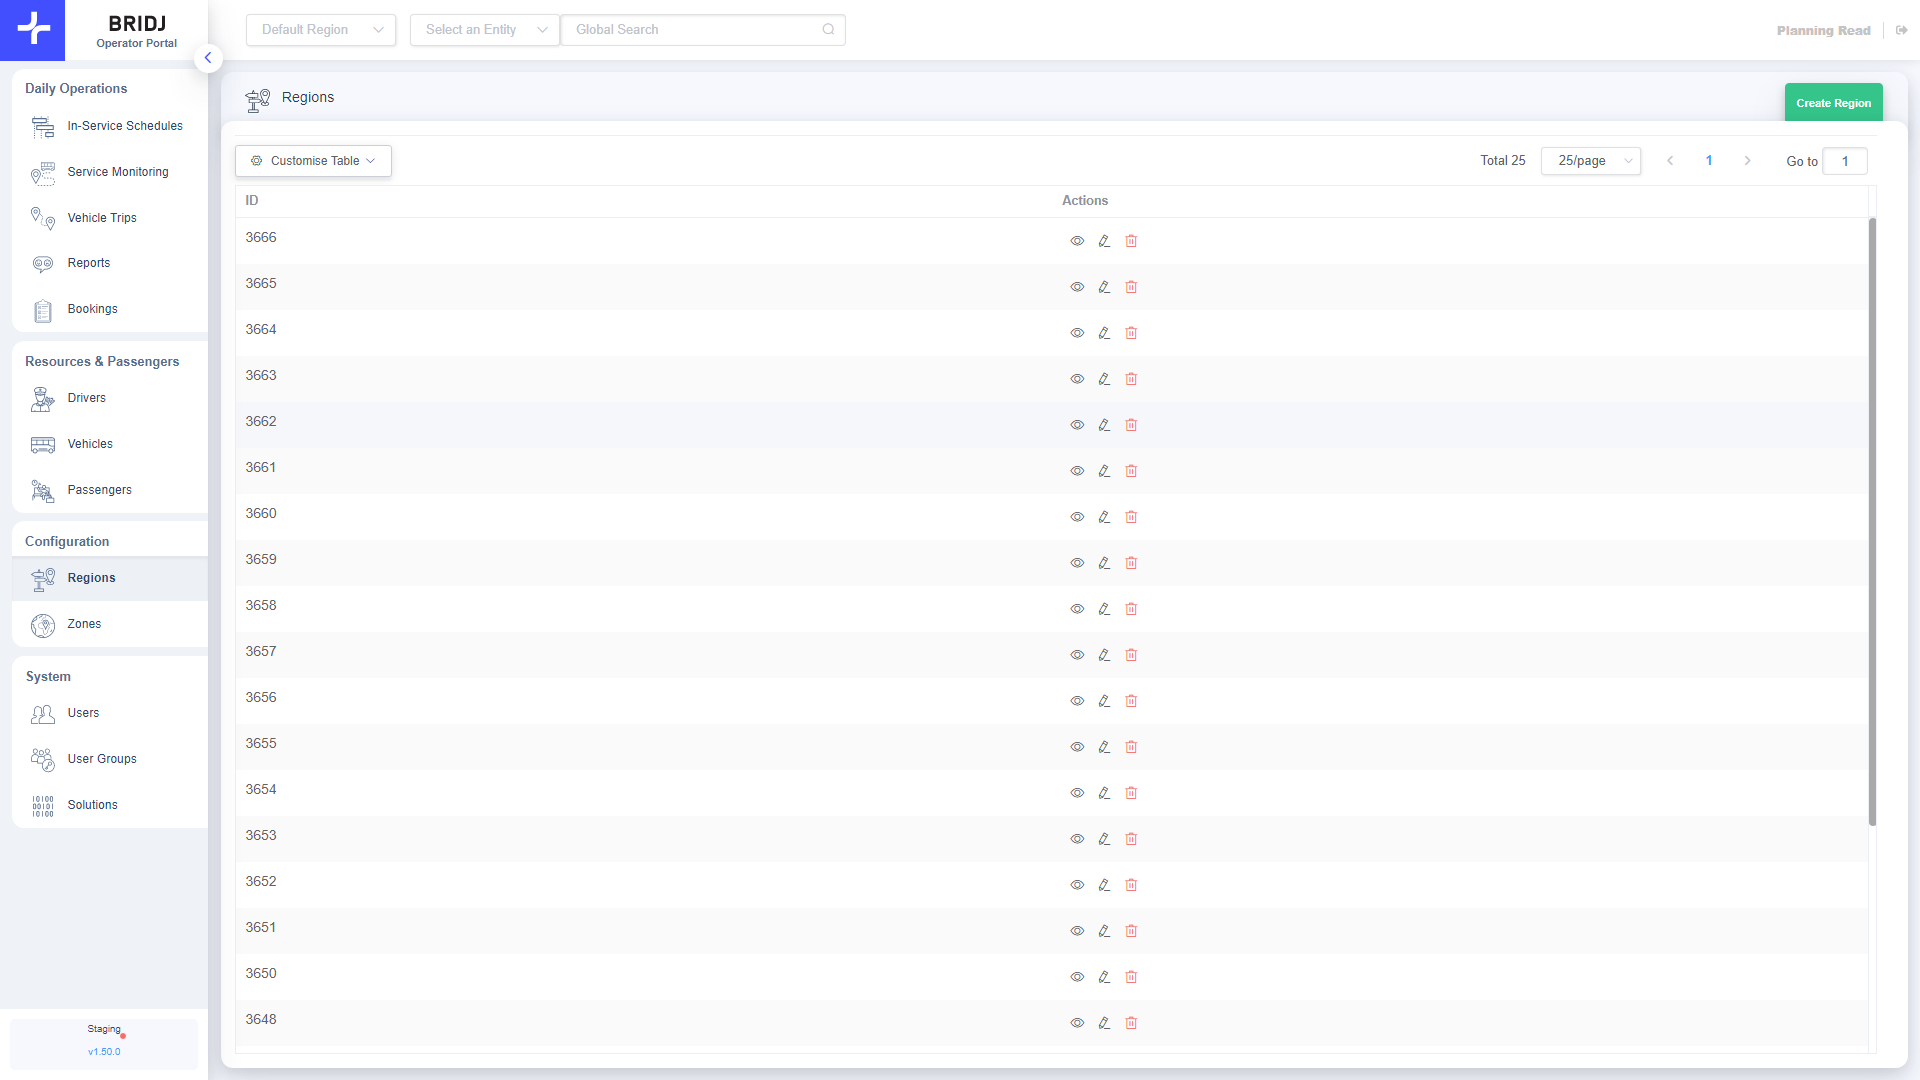 BRIDJ
Operator Portal
Default Region
Select an Entity
Global Search
Planning Read
Daily Operations
In-Service Schedules
Service Monitoring
Vehicle Trips
Reports
Bookings
Resources & Passengers
Drivers
Vehicles
Passengers
Configuration
Regions
Zones
System
Users
User Groups
10100
00101
10100
Solutions
Staging
v1.50.0
Regions
Create Region
Customise Table
Total 25
25/page
1
Go to
1
ID
Actions
3666
3665
3664
3663
3662
3661
3660
3659
3658
3657
3656
3655
3654
3653
3652
3651
3650
3648